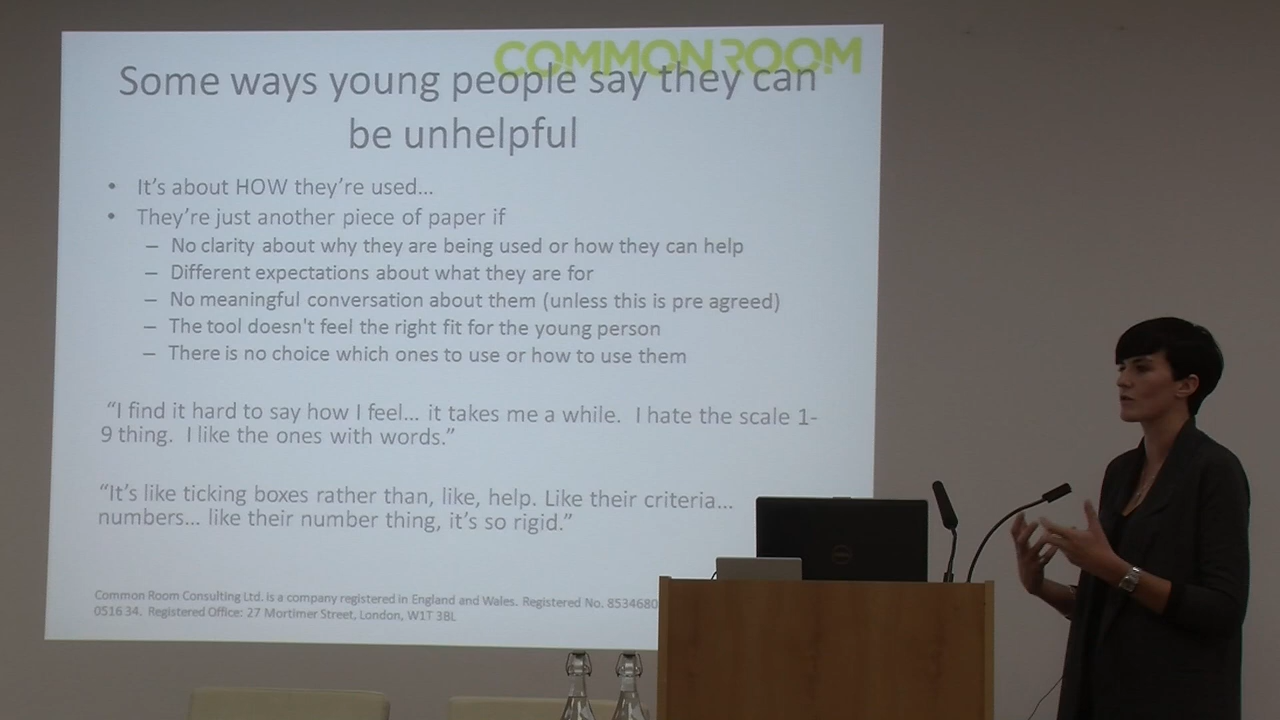 COMMON ROOM
Some ways young people say they can
be unhelpful
• It's about HOW they're used...
• They're just another piece of paper if
– No clarity about why they are being used or how they can help
– Different expectations about what they are for
– No meaningful conversation about them (unless this is pre agreed)
– The tool doesn't feel the right fit for the young person
– There is no choice which ones to use or how to use them
“I find it hard to say how I feel... it takes me a while.  I hate the scale 1-
9 thing.  I like the ones with words.”
“It's like ticking boxes rather than, like, help. Like their criteria...
numbers... like their number thing, it's so rigid.”
Common Room Consulting Ltd. is a company registered in England and Wales. Registered No. 8534680
0516 34. Registered Office: 27 Mortimer Street, London, W1T 3BL
DELL